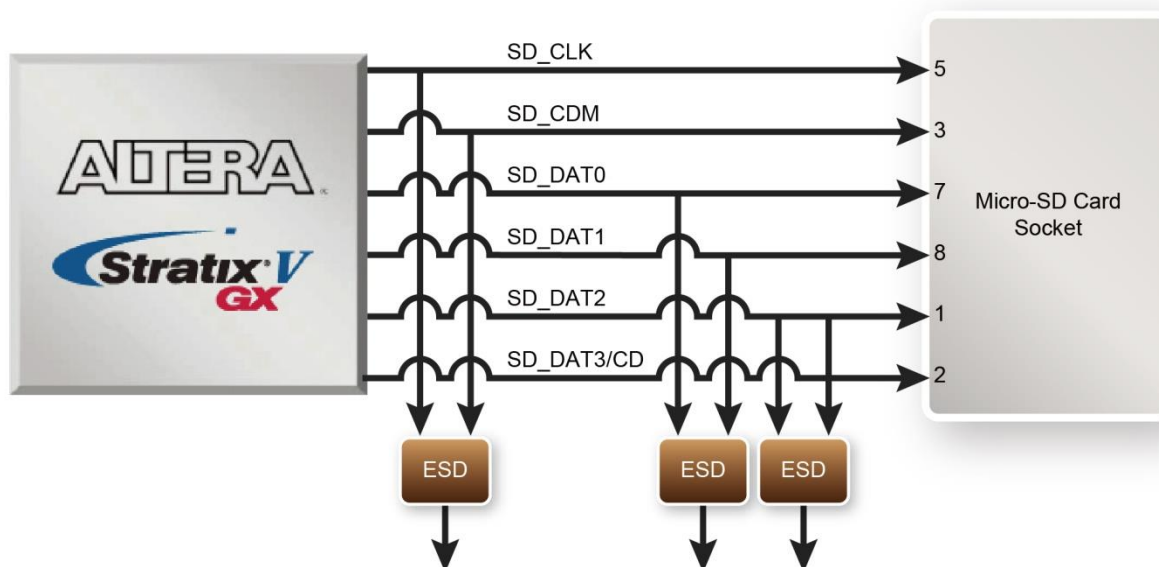 SD_CLK
5
SD_CDM
3
SD_DAT0
7
SD_DAT1
8
SD_DAT2
1
SD_DAT3/CD
2
ALTERA
Stratix® V
GX
Micro-SD Card
Socket
ESD
ESD
ESD